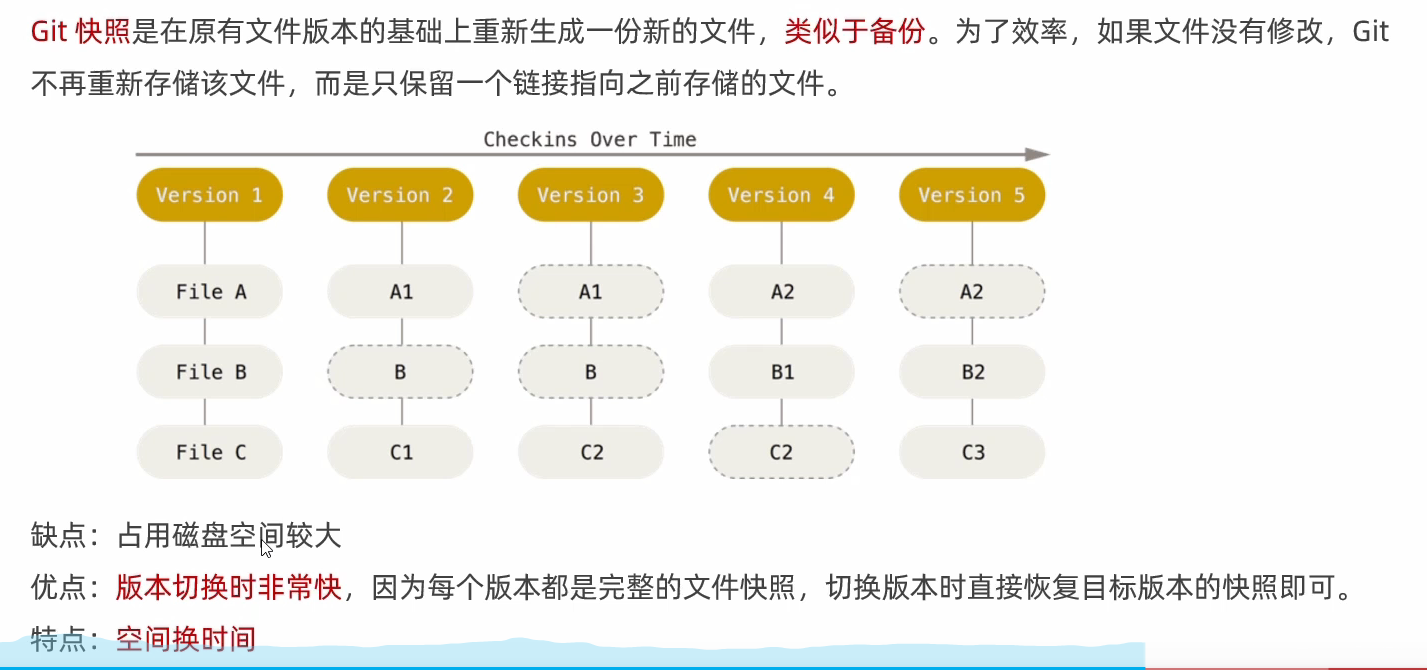 Git 快照是在原有文件版本的基础上重新生成一份新的文件，类似于备份。为了效率，如果文件没有修改，Git
不再重新存储该文件，而是只保留一个链接指向之前存储的文件。
Checkins Over Time
Version 1 Version 2 Version 3 Version 4 Version 5
File A A1 A1 A2 A2
File B B B B1 B2
File C C1 C2 C2 C3
缺点：占用磁盘空间较大
优点：版本切换时非常快，因为每个版本都是完整的文件快照，切换版本时直接恢复目标版本的快照即可。
特点：空间换时间